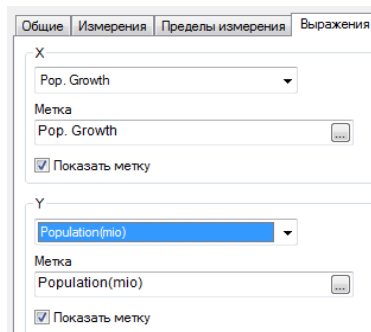 Общие Измерения Пределы измерения Выражения
X
Pop. Growth
Метка
Pop. Growth
...
Показать метку
Y
Population(mio)
Метка
Population(mio)
...
Показать метку